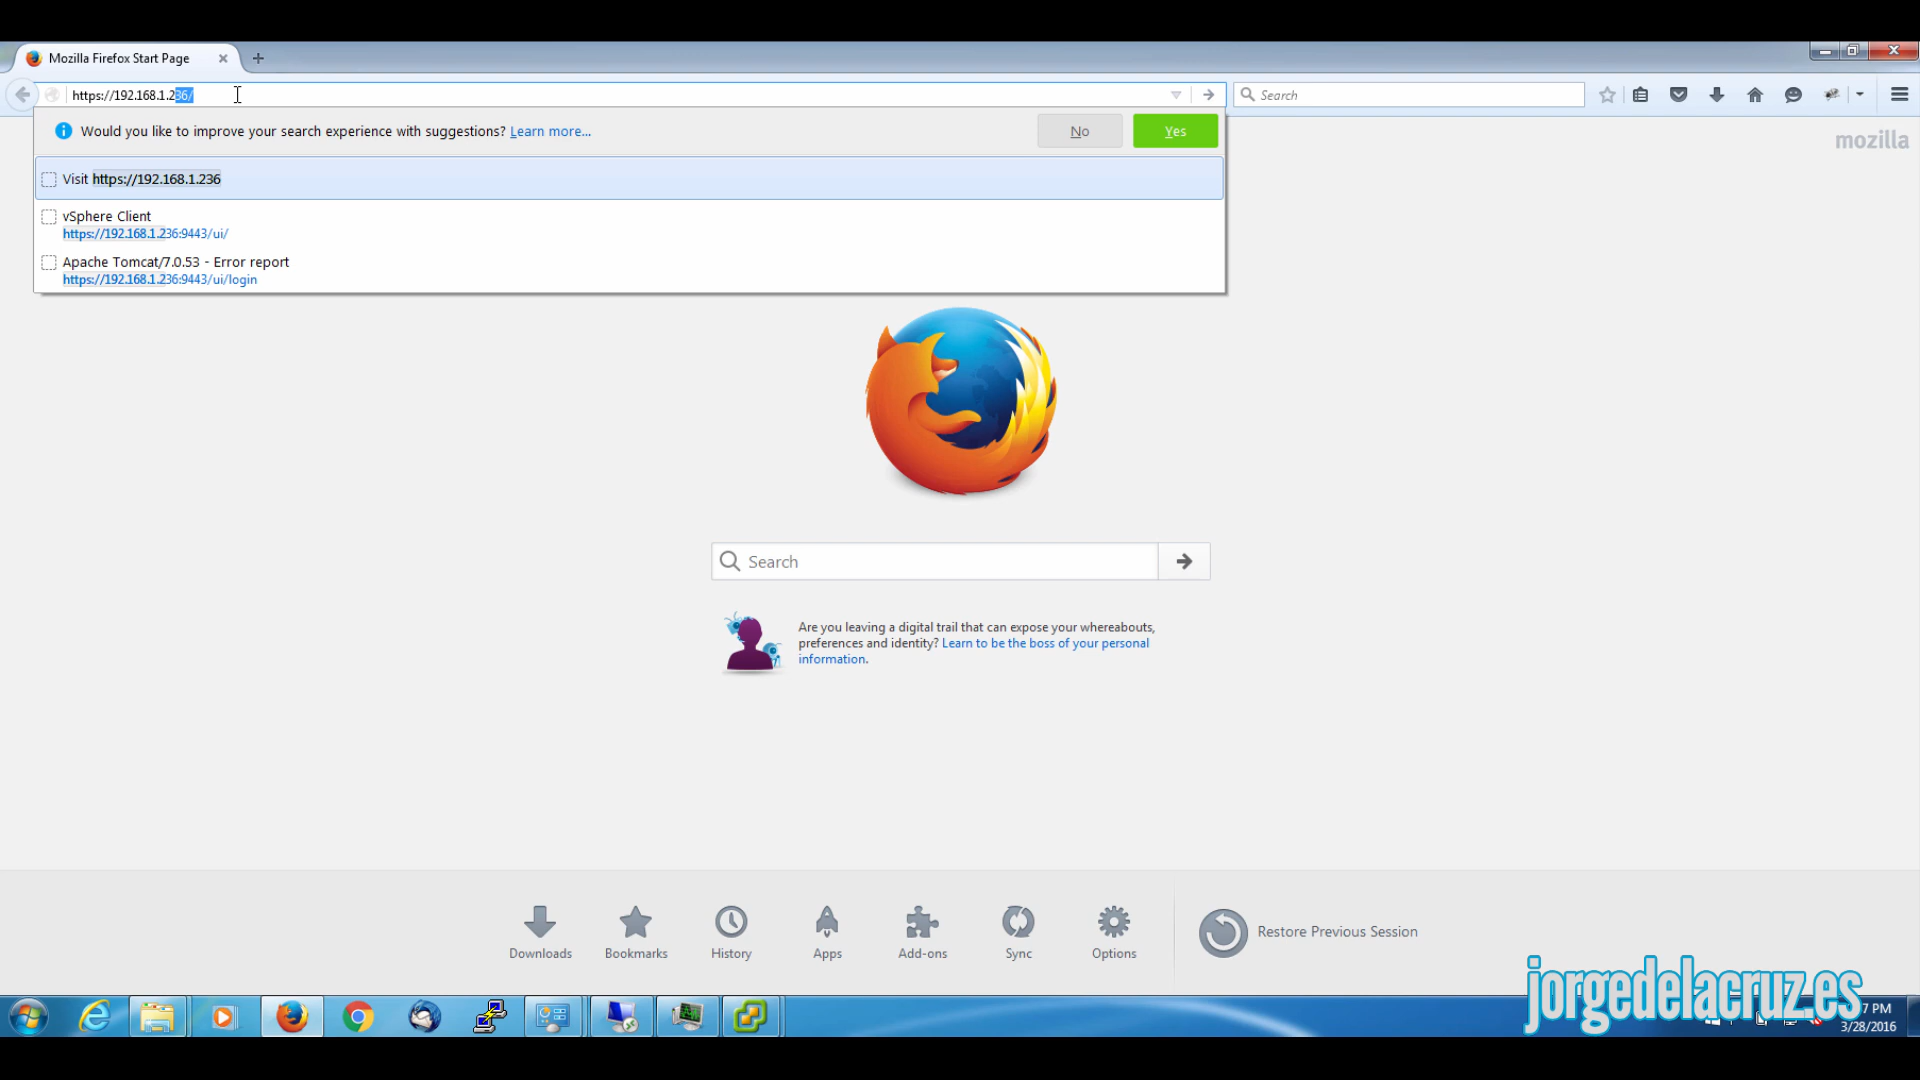 Mozilla Firefox Start Page
https://192.168.1.236/
Search
Would you like to improve your search experience with suggestions? Learn more...
No
Yes
mozilla
Visit https://192.168.1.236
vSphere Client
https://192.168.1.236:9443/ui/
Apache Tomcat/7.0.53 - Error report
https://192.168.1.236:9443/ui/login
Search
Are you leaving a digital trail that can expose your whereabouts,
preferences and identity? Learn to be the boss of your personal
information.
Downloads
Bookmarks
History
Apps
Add-ons
Sync
Options
Restore Previous Session
jorgedelacruz.es
7 PM
3/28/2016